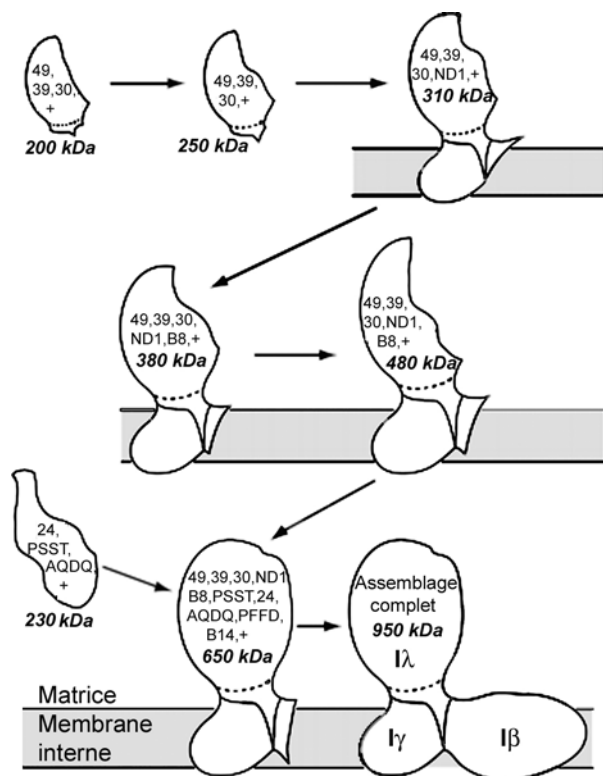 49,
39,30,
+
200 kDa
49,39,
30,+
250 kDa
49,39,
30,ND1,+
310 kDa
49,39,30,
ND1,B8,+
380 kDa
49,39,
30,ND1,
B8,+
480 kDa
24,
PSST,
AQDQ,
+
230 kDa
49,39,30,ND1
B8,PSST,24,
AQDQ,PFFD,
B14,+
650 kDa
Assemblage
complet
950 kDa
Iλ
Matrice
Membrane
interne
Iγ
Iβ